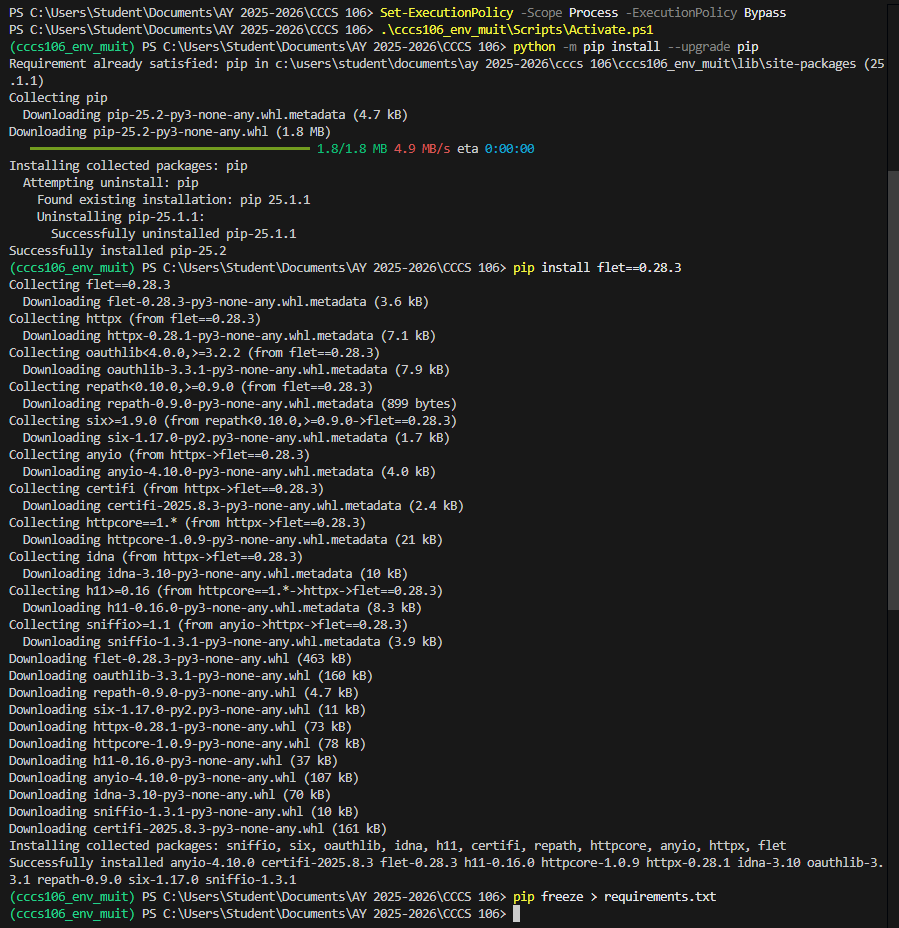 PS C:\Users\Student\Documents\AY 2025-2026\CCCS 106> Set-ExecutionPolicy -Scope Process -ExecutionPolicy Bypass
PS C:\Users\Student\Documents\AY 2025-2026\CCCS 106> .\cccs106_env_muit\Scripts\Activate.ps1
(cccs106_env_muit) PS C:\Users\Student\Documents\AY 2025-2026\CCCS 106> python -m pip install --upgrade pip
Requirement already satisfied: pip in c:\users\student\documents\ay 2025-2026\cccs 106\cccs106_env_muit\lib\site-packages (25
.1.1)
Collecting pip
  Downloading pip-25.2-py3-none-any.whl.metadata (4.7 kB)
Downloading pip-25.2-py3-none-any.whl (1.8 MB)
1.8/1.8 MB 4.9 MB/s eta 0:00:00
Installing collected packages: pip
  Attempting uninstall: pip
    Found existing installation: pip 25.1.1
    Uninstalling pip-25.1.1:
      Successfully uninstalled pip-25.1.1
Successfully installed pip-25.2
(cccs106_env_muit) PS C:\Users\Student\Documents\AY 2025-2026\CCCS 106> pip install flet==0.28.3
Collecting flet==0.28.3
  Downloading flet-0.28.3-py3-none-any.whl.metadata (3.6 kB)
Collecting httpx (from flet==0.28.3)
  Downloading httpx-0.28.1-py3-none-any.whl.metadata (7.1 kB)
Collecting oauthlib<4.0.0,>=3.2.2 (from flet==0.28.3)
  Downloading oauthlib-3.3.1-py3-none-any.whl.metadata (7.9 kB)
Collecting repath<0.10.0,>=0.9.0 (from flet==0.28.3)
  Downloading repath-0.9.0-py3-none-any.whl.metadata (899 bytes)
Collecting six>=1.9.0 (from repath<0.10.0,>=0.9.0->flet==0.28.3)
  Downloading six-1.17.0-py2.py3-none-any.whl.metadata (1.7 kB)
Collecting anyio (from httpx->flet==0.28.3)
  Downloading anyio-4.10.0-py3-none-any.whl.metadata (4.0 kB)
Collecting certifi (from httpx->flet==0.28.3)
  Downloading certifi-2025.8.3-py3-none-any.whl.metadata (2.4 kB)
Collecting httpcore==1.* (from httpx->flet==0.28.3)
  Downloading httpcore-1.0.9-py3-none-any.whl.metadata (21 kB)
Collecting idna (from httpx->flet==0.28.3)
  Downloading idna-3.10-py3-none-any.whl.metadata (10 kB)
Collecting h11>=0.16 (from httpcore==1.*->httpx->flet==0.28.3)
  Downloading h11-0.16.0-py3-none-any.whl.metadata (8.3 kB)
Collecting sniffio>=1.1 (from anyio->httpx->flet==0.28.3)
  Downloading sniffio-1.3.1-py3-none-any.whl.metadata (3.9 kB)
Downloading flet-0.28.3-py3-none-any.whl (463 kB)
Downloading oauthlib-3.3.1-py3-none-any.whl (160 kB)
Downloading repath-0.9.0-py3-none-any.whl (4.7 kB)
Downloading six-1.17.0-py2.py3-none-any.whl (11 kB)
Downloading httpx-0.28.1-py3-none-any.whl (73 kB)
Downloading httpcore-1.0.9-py3-none-any.whl (78 kB)
Downloading h11-0.16.0-py3-none-any.whl (37 kB)
Downloading anyio-4.10.0-py3-none-any.whl (107 kB)
Downloading idna-3.10-py3-none-any.whl (70 kB)
Downloading sniffio-1.3.1-py3-none-any.whl (10 kB)
Downloading certifi-2025.8.3-py3-none-any.whl (161 kB)
Installing collected packages: sniffio, six, oauthlib, idna, h11, certifi, repath, httpcore, anyio, httpx, flet
Successfully installed anyio-4.10.0 certifi-2025.8.3 flet-0.28.3 h11-0.16.0 httpcore-1.0.9 httpx-0.28.1 idna-3.10 oauthlib-3.
3.1 repath-0.9.0 six-1.17.0 sniffio-1.3.1
(cccs106_env_muit) PS C:\Users\Student\Documents\AY 2025-2026\CCCS 106> pip freeze > requirements.txt
(cccs106_env_muit) PS C:\Users\Student\Documents\AY 2025-2026\CCCS 106>